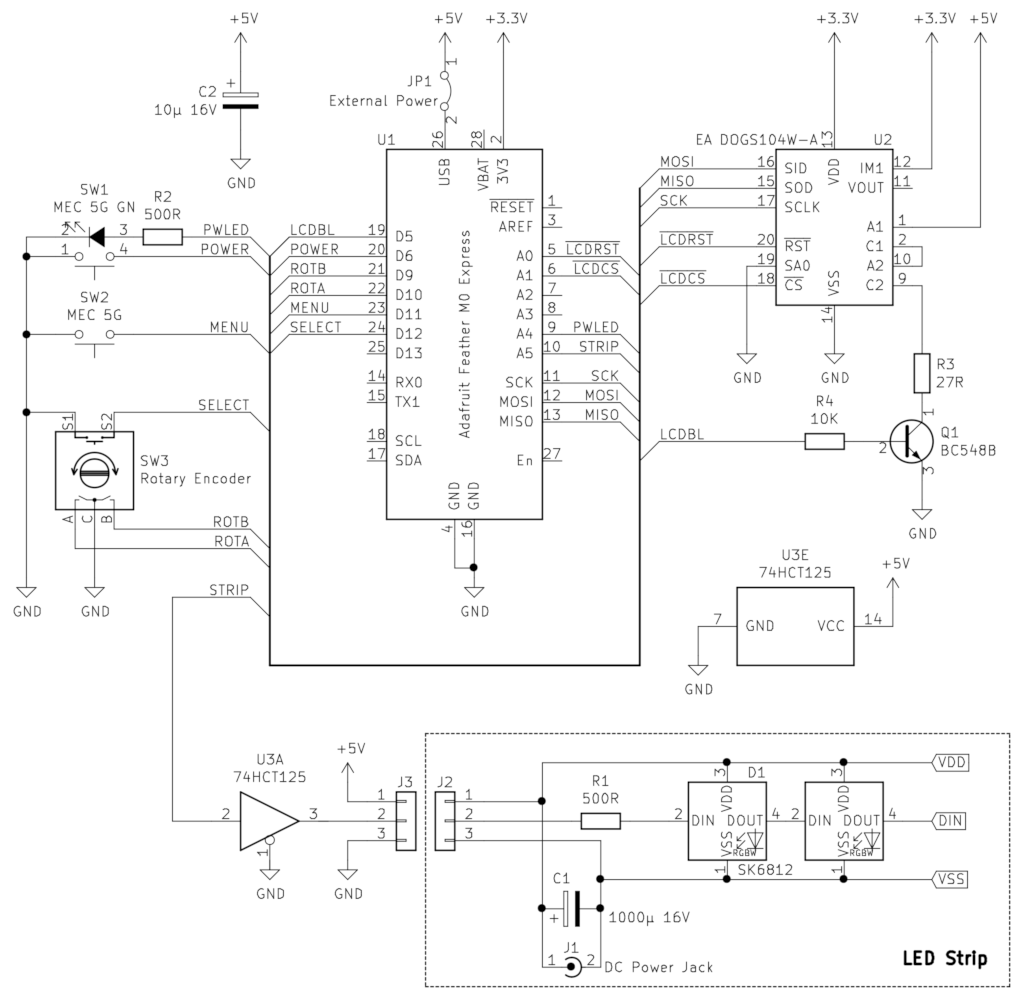 +5V +5V +3.3V +3.3V +3.3V +5V
C2
10µ 16V
+
GND
JP1
External Power
1
2
U1
26 28 2
USB VBAT 3V3
Adafruit Feather M0 Express
RESET 1
AREF 3
A0 5 LCDRST
A1 6 LCDCS
A2 7
A3 8
A4 9 PWLED
A5 10 STRIP
SCK 11 SCK
MOSI 12 MOSI
MISO 13 MISO
En 27
LCDBL 19 D5
POWER 20 D6
ROTB 21 D9
ROTA 22 D10
MENU 23 D11
SELECT 24 D12
25 D13
14 RX0
15 TX1
18 SCL
17 SDA
GND GND
4 16
GND
SW1
MEC 5G GN
R2
500R
2 3 PWLED
1 4 POWER
SW2
MEC 5G
MENU
SELECT
S1 S2
SW3
Rotary Encoder
A C B
ROTB
ROTA
STRIP
GND GND
EA DOGS104W-A U2
13
VDD
MOSI 16 SID
MISO 15 SOD
SCK 17 SCLK
LCDRST 20 RST
19 SA0
LCDCS 18 CS
IM1 12
VOUT 11
A1 1
C1 2
A2 10
C2 9
VSS
14
GND GND
R3
27R
R4
10K
LCDBL
1
2
3
Q1
BC548B
GND
U3E
74HCT125
+5V
7 GND VCC 14
GND
U3A
74HCT125
2 3
1
GND
+5V
J3
1
2
3
GND
J2
1
2
3
R1
500R
D1
3
VDD
2 DIN DOUT 4
VSS
RGBW
1
SK6812
3
VDD
2 DIN DOUT 4
VSS
RGBW
1
VDD
DIN
VSS
C1
+
1000µ 16V
J1
1 2
DC Power Jack
LED Strip